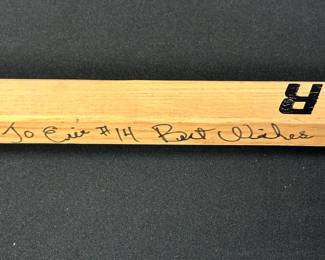 To Eric #14 Best Wishes
R